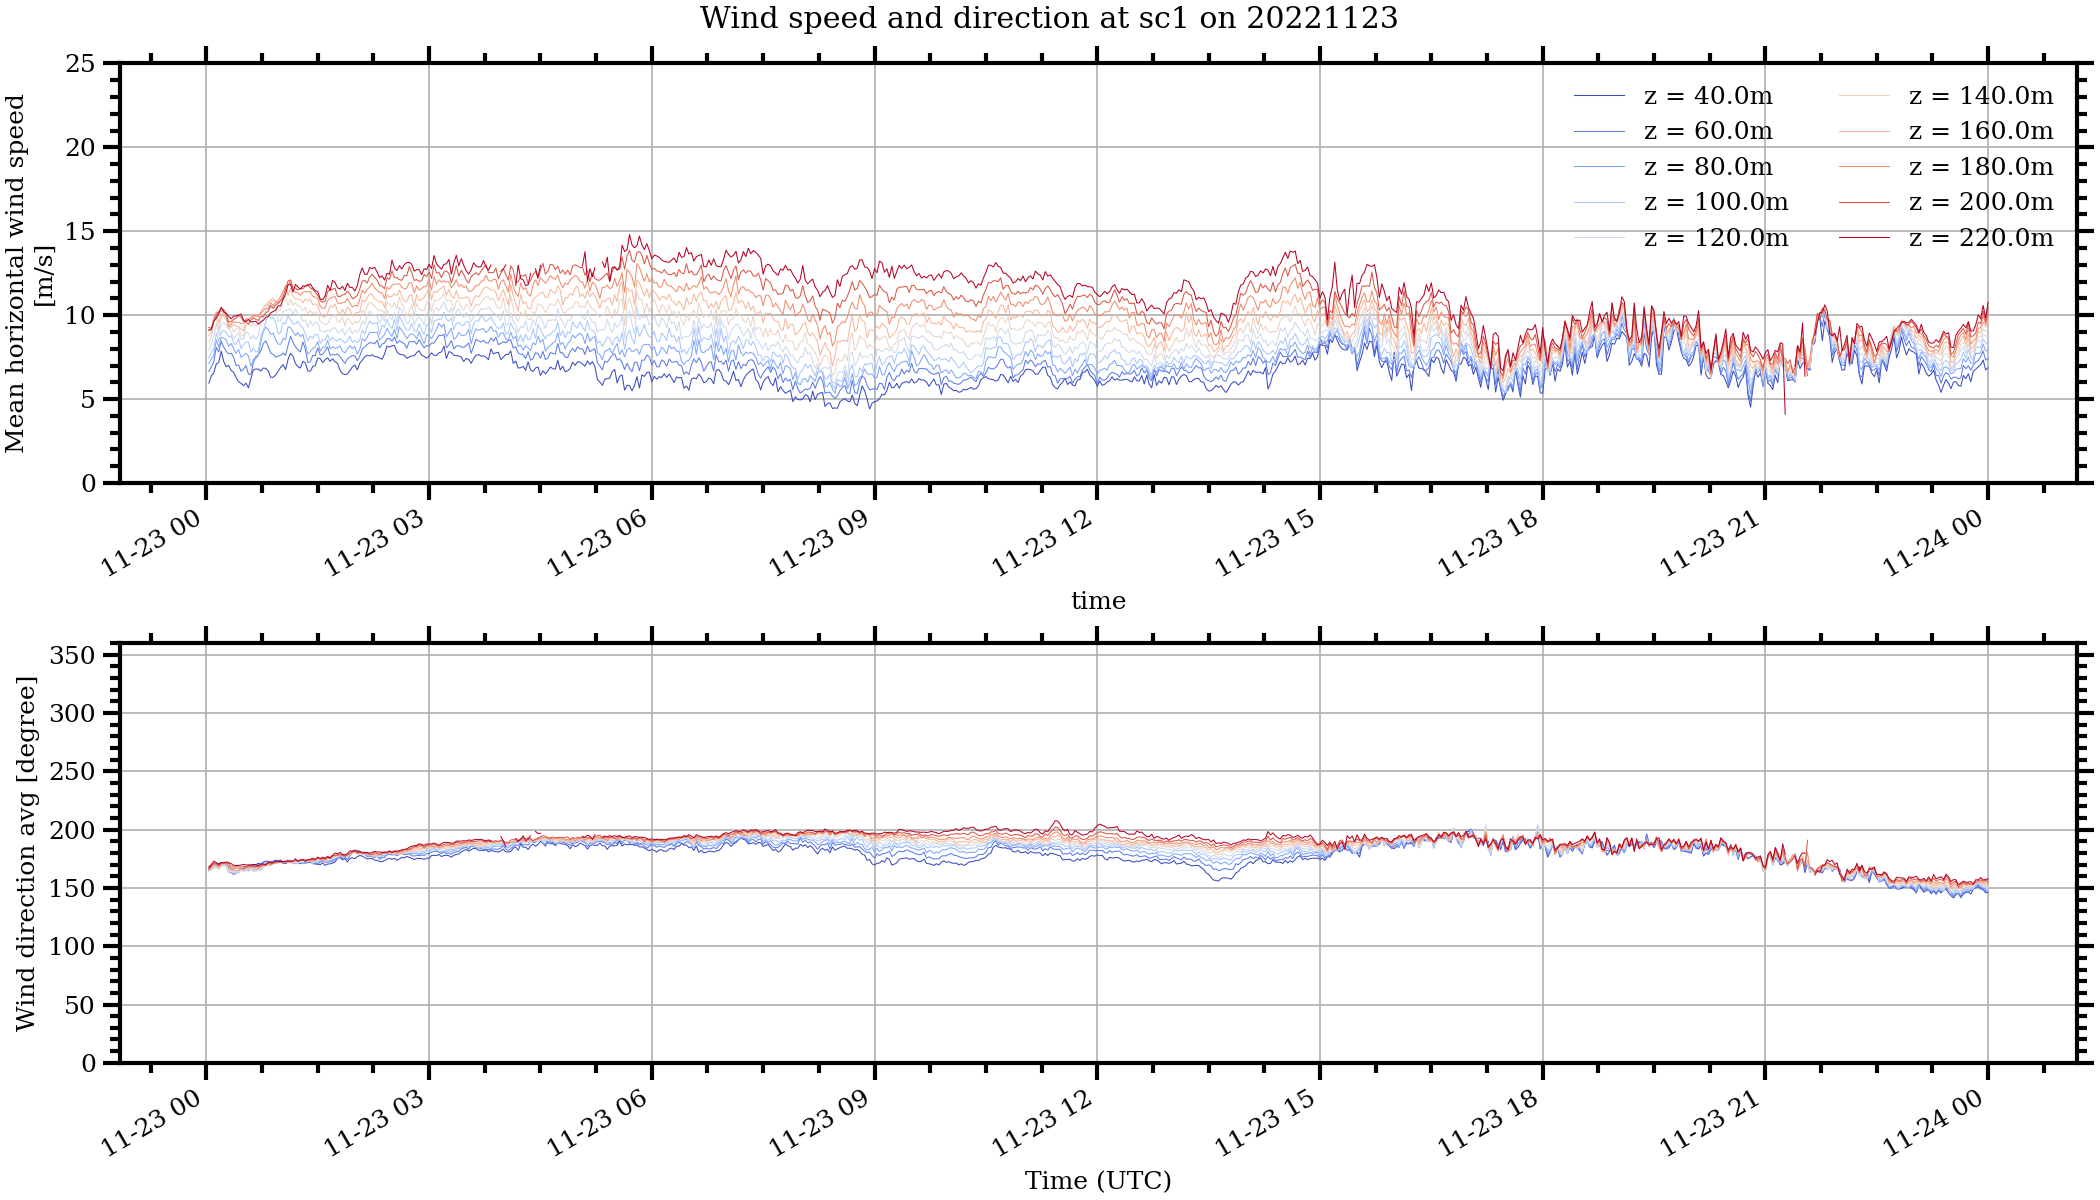 Wind speed and direction at sc1 on 20221123
Mean horizontal wind speed
[m/s]
25
20
15
10
5
0
z = 40.0m
z = 60.0m
z = 80.0m
z = 100.0m
z = 120.0m
z = 140.0m
z = 160.0m
z = 180.0m
z = 200.0m
z = 220.0m
11-23 00
11-23 03
11-23 06
11-23 09
11-23 12
11-23 15
11-23 18
11-23 21
11-24 00
time
Wind direction avg [degree]
350
300
250
200
150
100
50
0
11-23 00
11-23 03
11-23 06
11-23 09
11-23 12
11-23 15
11-23 18
11-23 21
11-24 00
Time (UTC)